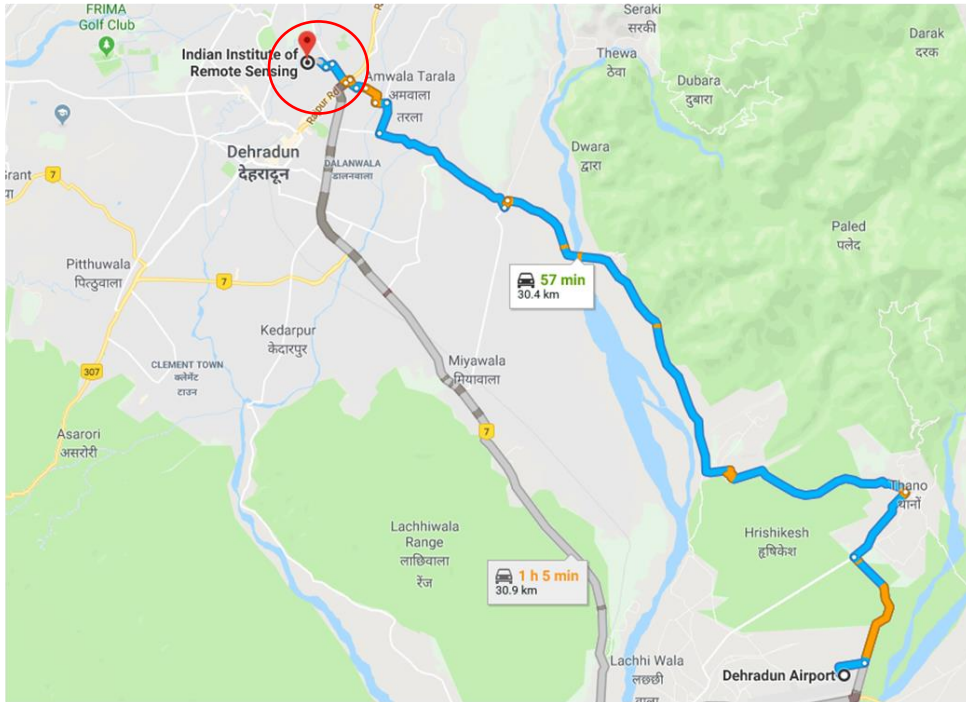 FRIMA
Golf Club
Seraki
सरकी
Darak
दरक
Thewa
ठेवा
Indian Institute of
Remote Sensing
Dubara
दुबारा
Amwala Tarala
अमवाला
तरला
Raipur Rd
Dwara
द्वारा
Dehradun
देहरादून
DALANWALA
डालनवाला
7
Paled
पलेद
Pitthuwala
पित्ठुवाला
7
57 min
30.4 km
Kedarpur
केदारपुर
Miyawala
मियावाला
CLEMENT TOWN
क्लेमेंट
टाउन
307
7
Asarori
असरोरी
Thano
थानों
Lachhiwala
Range
लाछिवाला
रेंज
Hrishikesh
हृषिकेश
1 h 5 min
30.9 km
Lachhi Wala
लछ्छी
वाला
Dehradun Airport